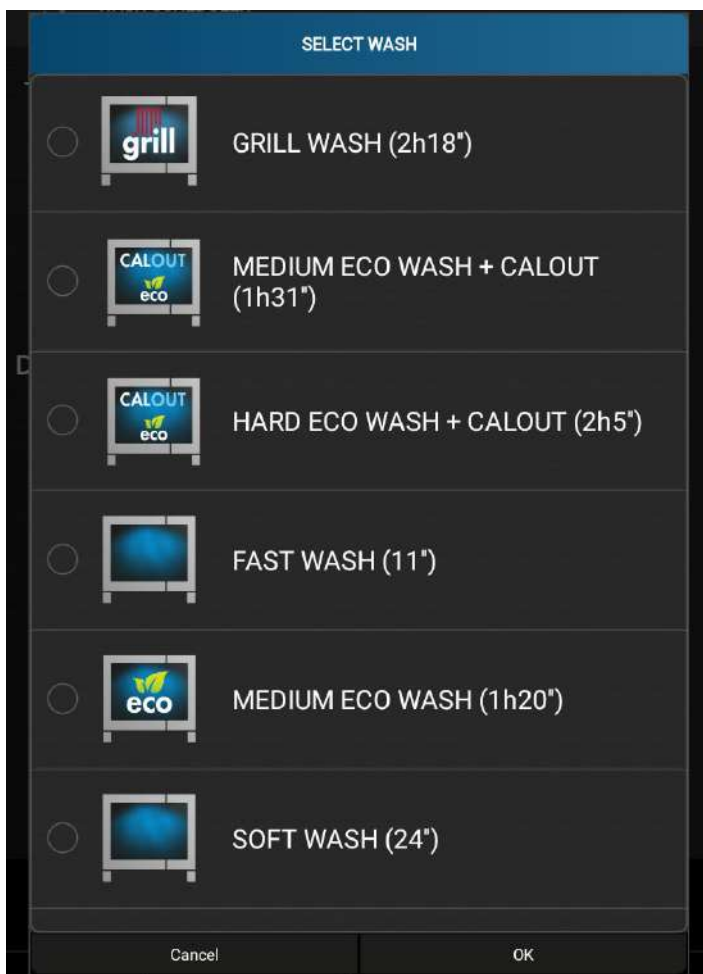 SELECT WASH
grill
GRILL WASH (2h18")
CALOUT
eco
MEDIUM ECO WASH + CALOUT
(1h31")
CALOUT
eco
HARD ECO WASH + CALOUT (2h5")
FAST WASH (11")
eco
MEDIUM ECO WASH (1h20")
SOFT WASH (24")
Cancel
OK